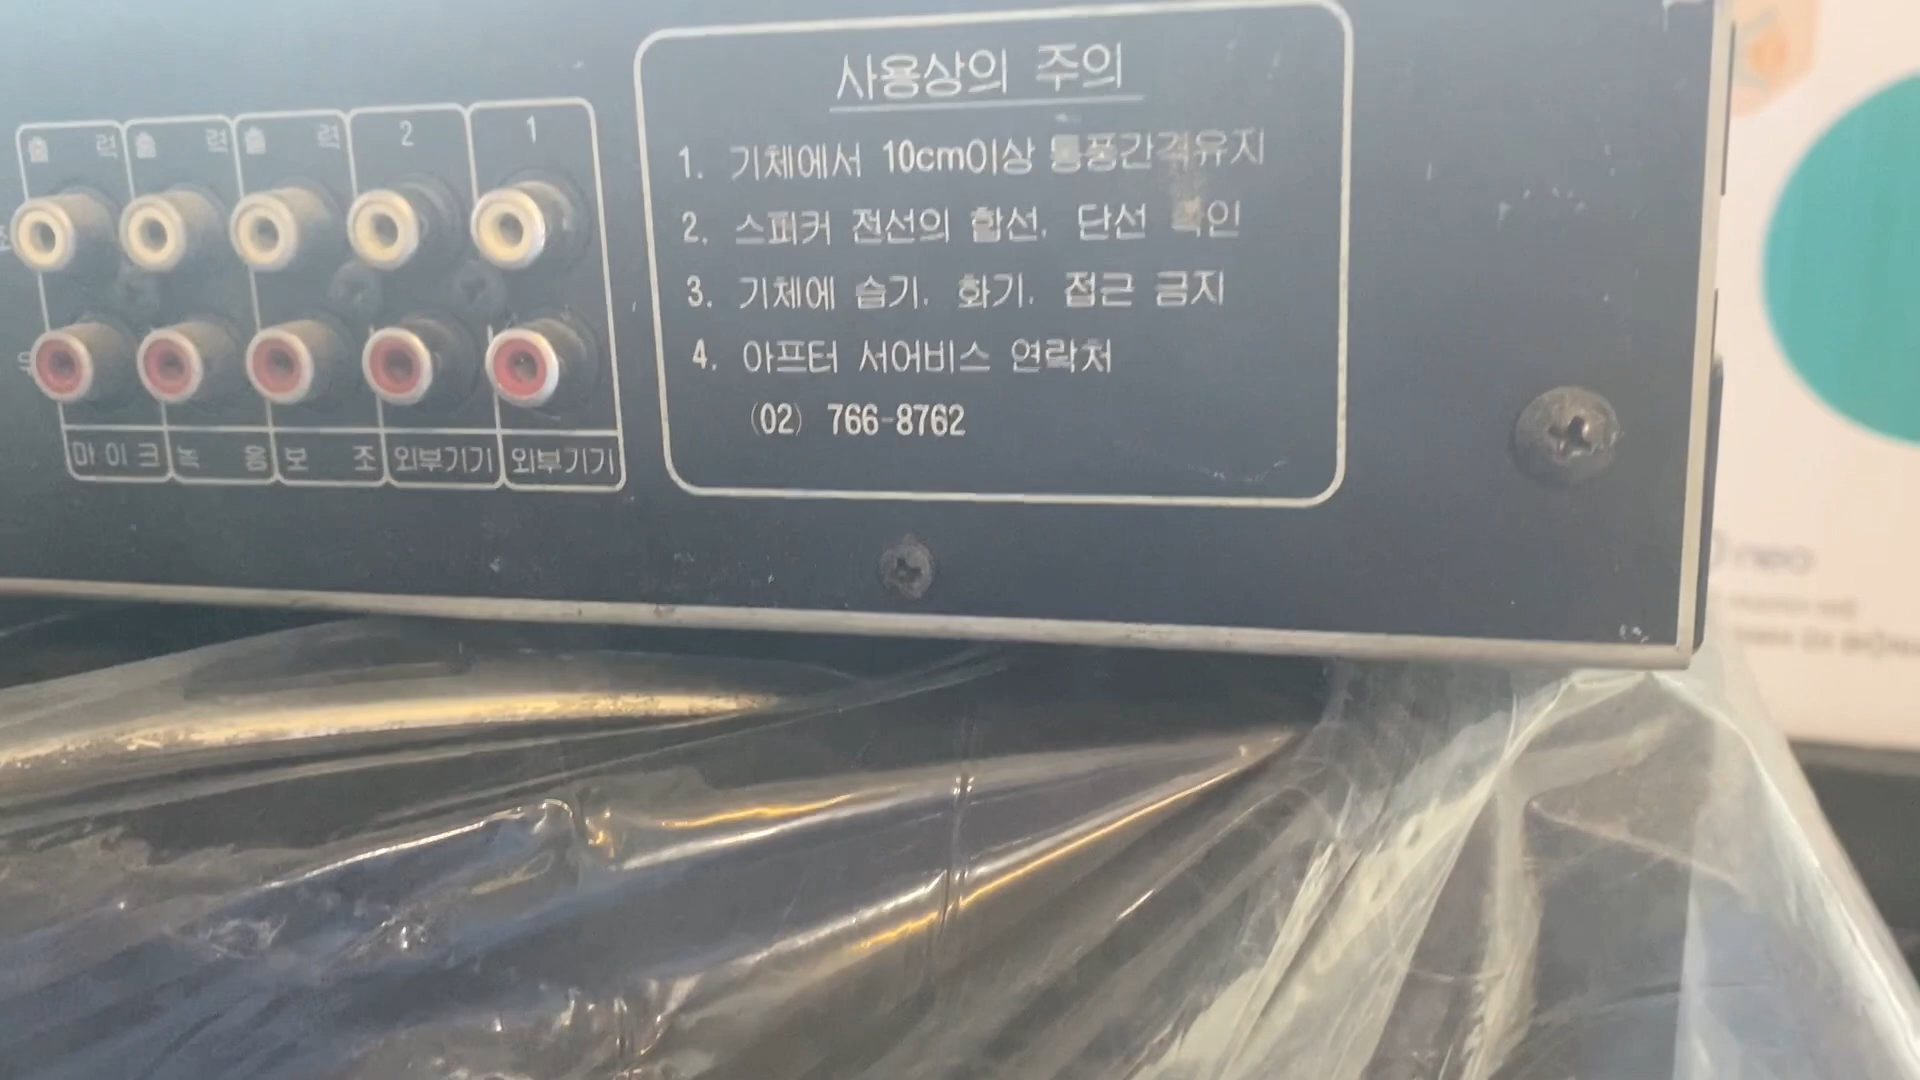 출 력 출 력 출 력 2 1
마이크 녹 음 보 조 외부기기 외부기기
사용상의 주의
1. 기체에서 10cm이상 통풍간격유지
2. 스피커 전선의 합선, 단선 확인
3. 기체에 습기, 화기, 접근 금지
4. 아프터 서어비스 연락처
(02) 766-8762